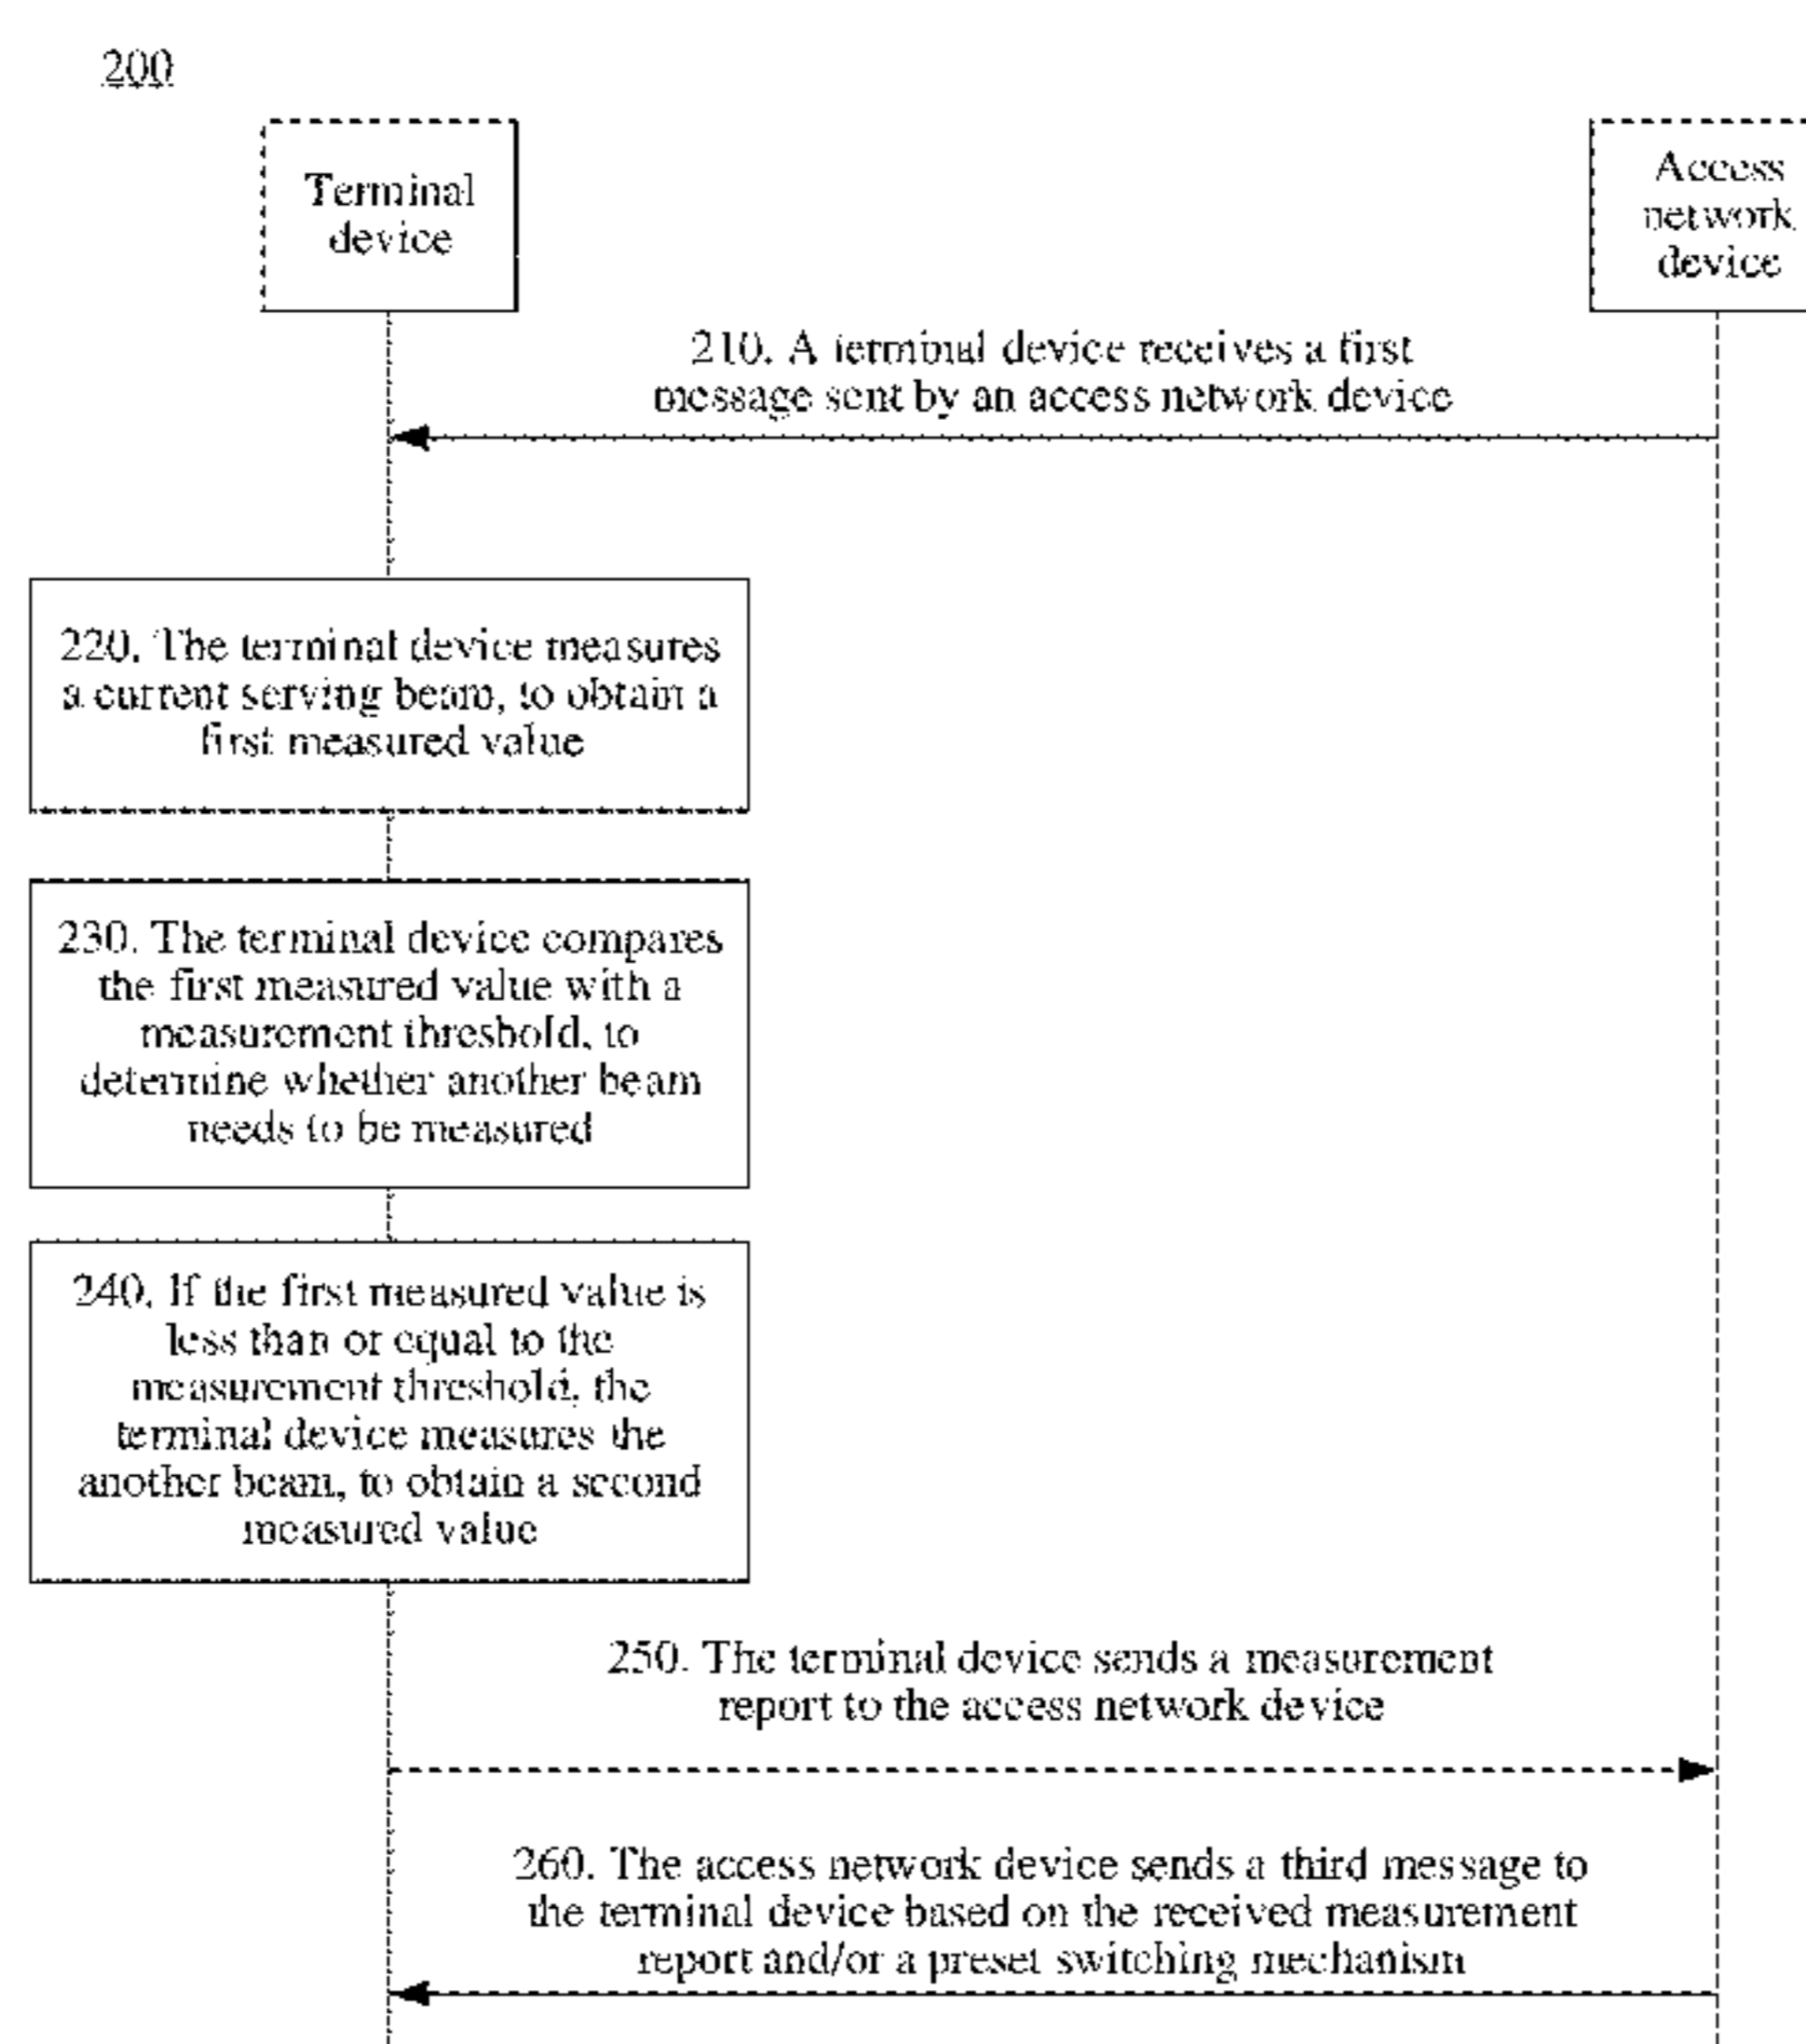 200
Terminal
device
Access
network
device
210. A terminal device receives a first
message sent by an access network device
220. The terminal device measures
a current serving beam, to obtain a
first measured value
230. The terminal device compares
the first measured value with a
measurement threshold, to
determine whether another beam
needs to be measured
240. If the first measured value is
less than or equal to the
measurement threshold, the
terminal device measures the
another beam, to obtain a second
measured value
250. The terminal device sends a measurement
report to the access network device
260. The access network device sends a third message to
the terminal device based on the received measurement
report and/or a preset switching mechanism